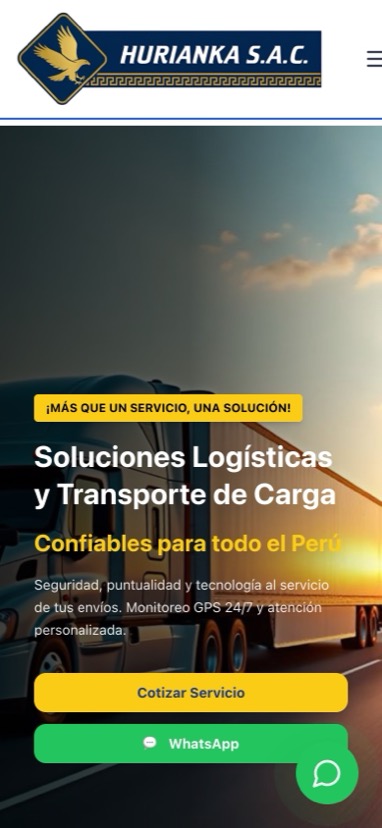 HURIANKA S.A.C.
¡MÁS QUE UN SERVICIO, UNA SOLUCIÓN!
Soluciones Logísticas
y Transporte de Carga
Confiables para todo el Perú
Seguridad, puntualidad y tecnología al servicio
de tus envíos. Monitoreo GPS 24/7 y atención
personalizada.
Cotizar Servicio
WhatsApp